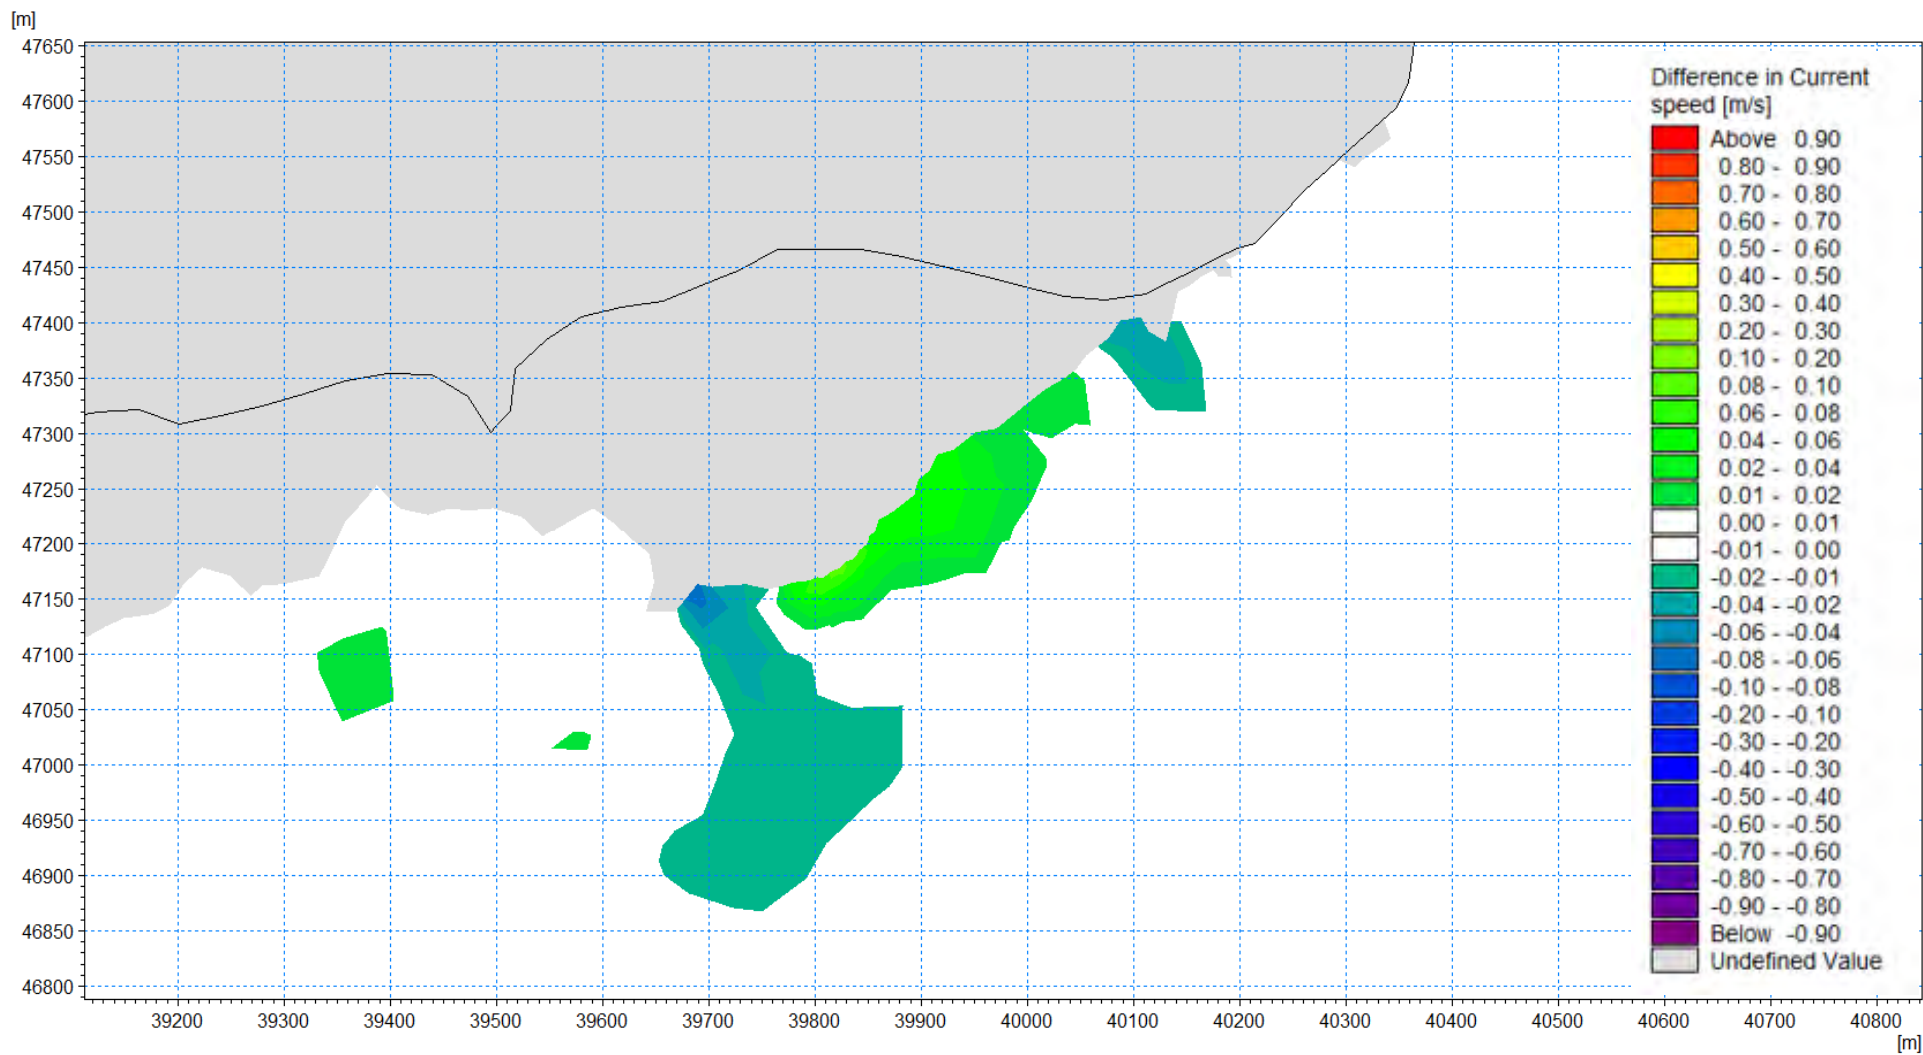 [m]
47650
47600
47550
47500
47450
47400
47350
47300
47250
47200
47150
47100
47050
47000
46950
46900
46850
46800
39200 39300 39400 39500 39600 39700 39800 39900 40000 40100 40200 40300 40400 40500 40600 40700 40800
[m]
Difference in Current
speed [m/s]
Above 0.90
0.80 - 0.90
0.70 - 0.80
0.60 - 0.70
0.50 - 0.60
0.40 - 0.50
0.30 - 0.40
0.20 - 0.30
0.10 - 0.20
0.08 - 0.10
0.06 - 0.08
0.04 - 0.06
0.02 - 0.04
0.01 - 0.02
0.00 - 0.01
-0.01 - 0.00
-0.02 - -0.01
-0.04 - -0.02
-0.06 - -0.04
-0.08 - -0.06
-0.10 - -0.08
-0.20 - -0.10
-0.30 - -0.20
-0.40 - -0.30
-0.50 - -0.40
-0.60 - -0.50
-0.70 - -0.60
-0.80 - -0.70
-0.90 - -0.80
Below -0.90
Undefined Value